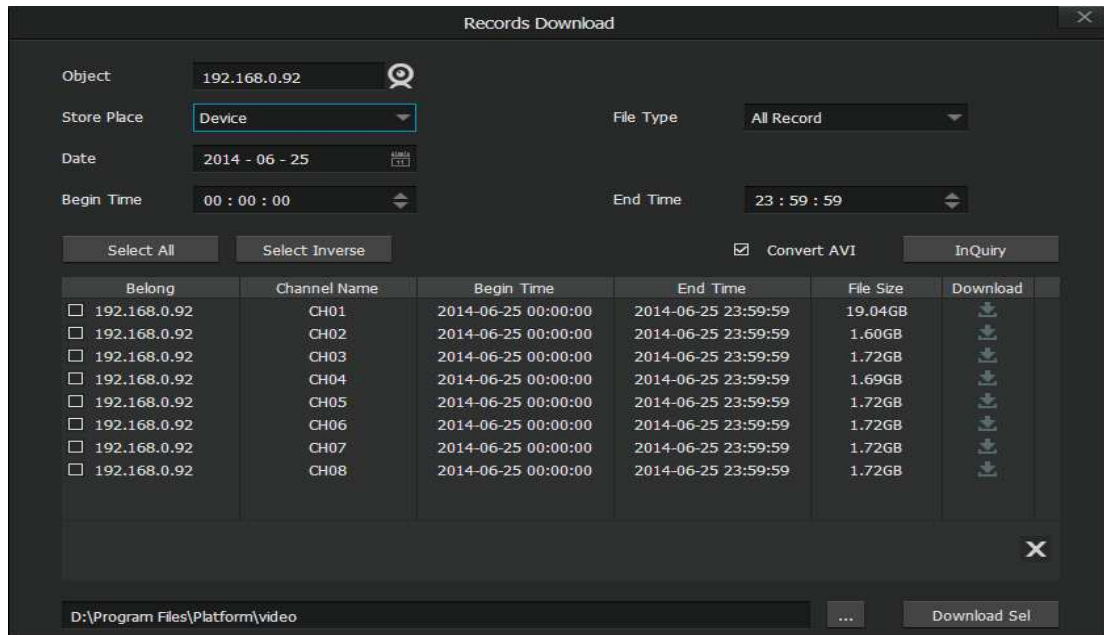 Records Download
Object 192.168.0.92
Store Place Device File Type All Record
Date 2014 - 06 - 25
Begin Time 00 : 00 : 00 End Time 23 : 59 : 59
Select All Select Inverse Convert AVI InQuiry
Belong Channel Name Begin Time End Time File Size Download
192.168.0.92 CH01 2014-06-25 00:00:00 2014-06-25 23:59:59 19.04GB
192.168.0.92 CH02 2014-06-25 00:00:00 2014-06-25 23:59:59 1.60GB
192.168.0.92 CH03 2014-06-25 00:00:00 2014-06-25 23:59:59 1.72GB
192.168.0.92 CH04 2014-06-25 00:00:00 2014-06-25 23:59:59 1.69GB
192.168.0.92 CH05 2014-06-25 00:00:00 2014-06-25 23:59:59 1.72GB
192.168.0.92 CH06 2014-06-25 00:00:00 2014-06-25 23:59:59 1.72GB
192.168.0.92 CH07 2014-06-25 00:00:00 2014-06-25 23:59:59 1.72GB
192.168.0.92 CH08 2014-06-25 00:00:00 2014-06-25 23:59:59 1.72GB
D:\Program Files\Platform\video ... Download Sel